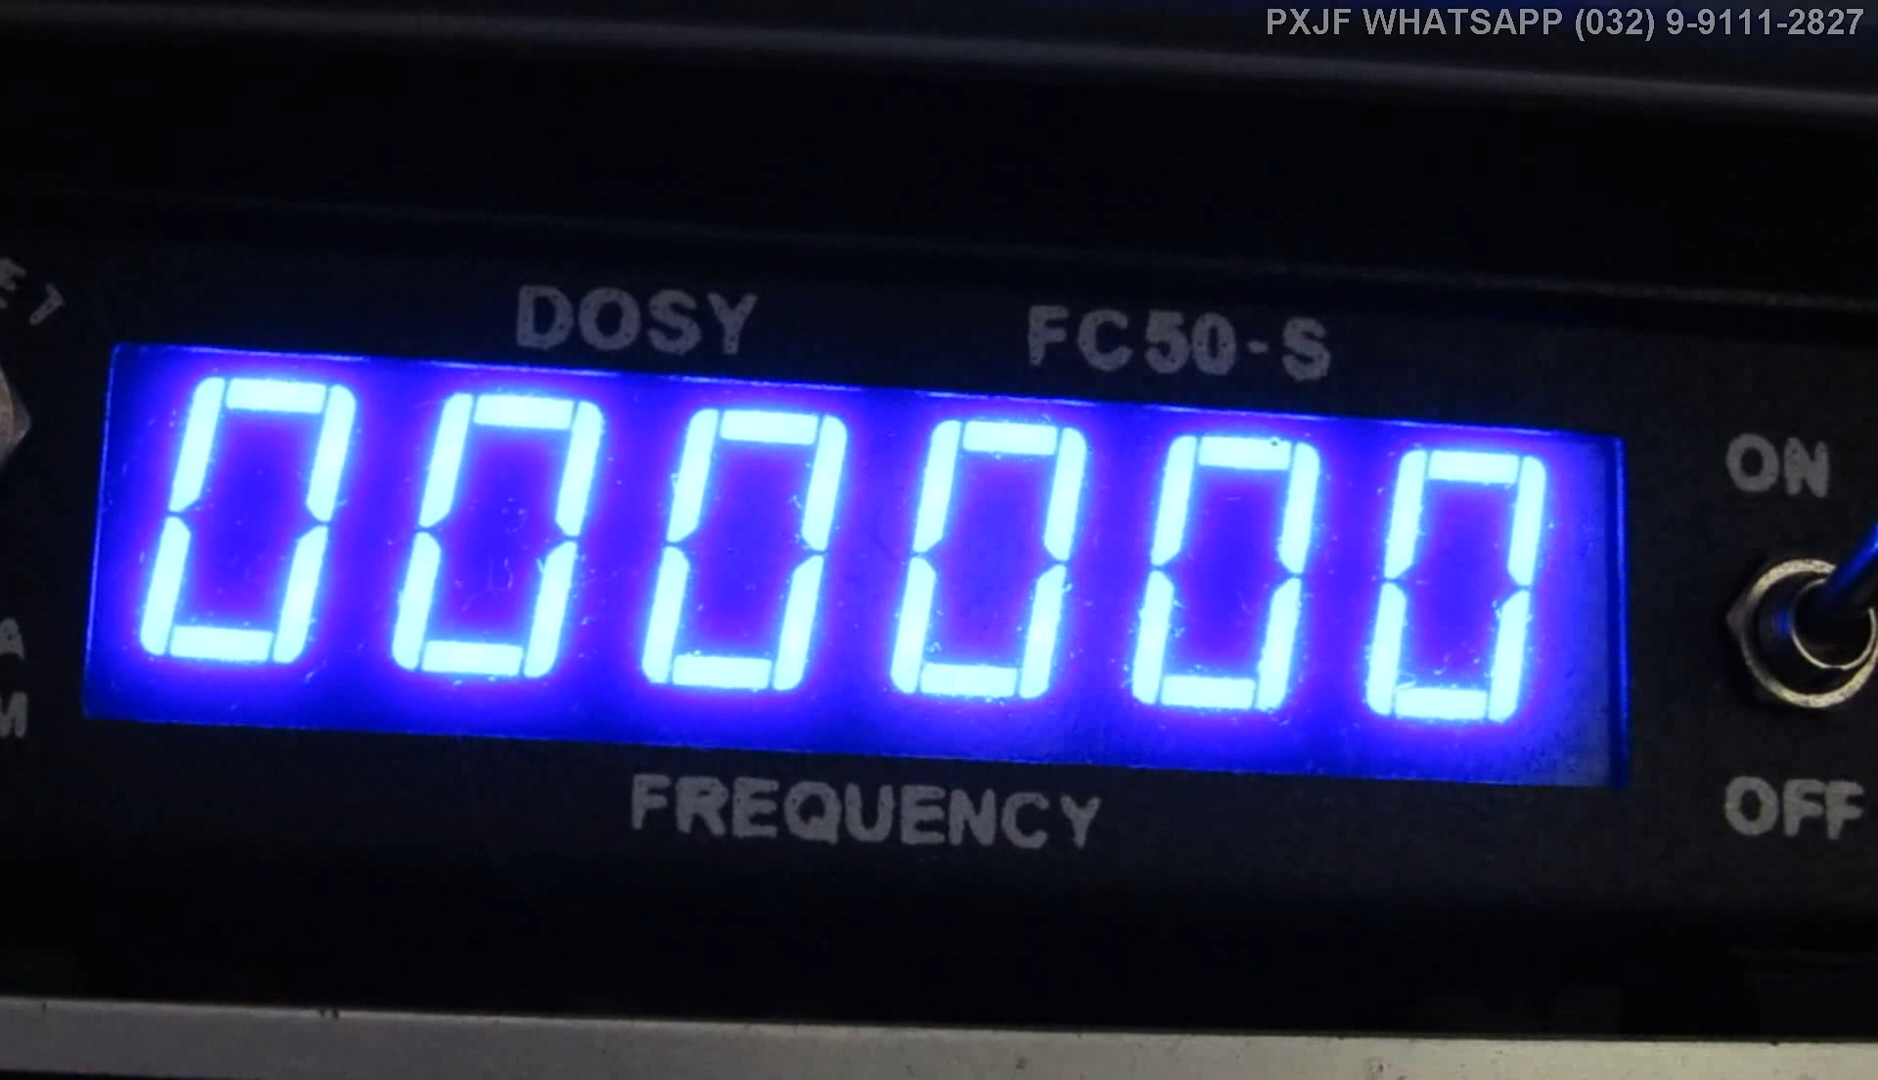 PXJF WHATSAPP (032) 9-9111-2827
DOSY FC50-S
000000
ON
FREQUENCY
OFF